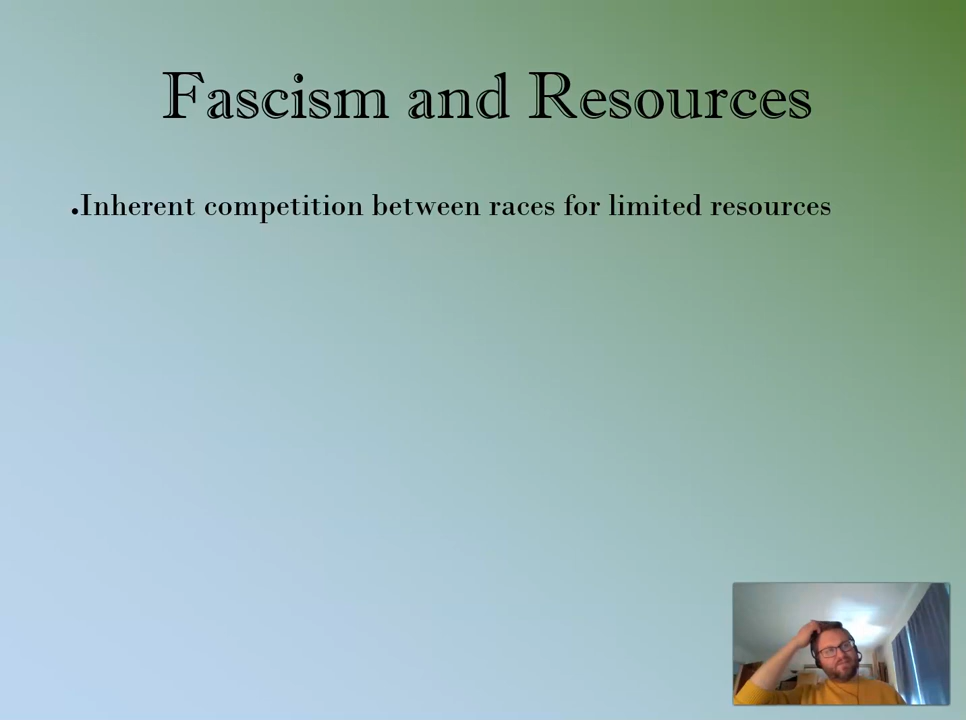 Fascism and Resources
•Inherent competition between races for limited resources